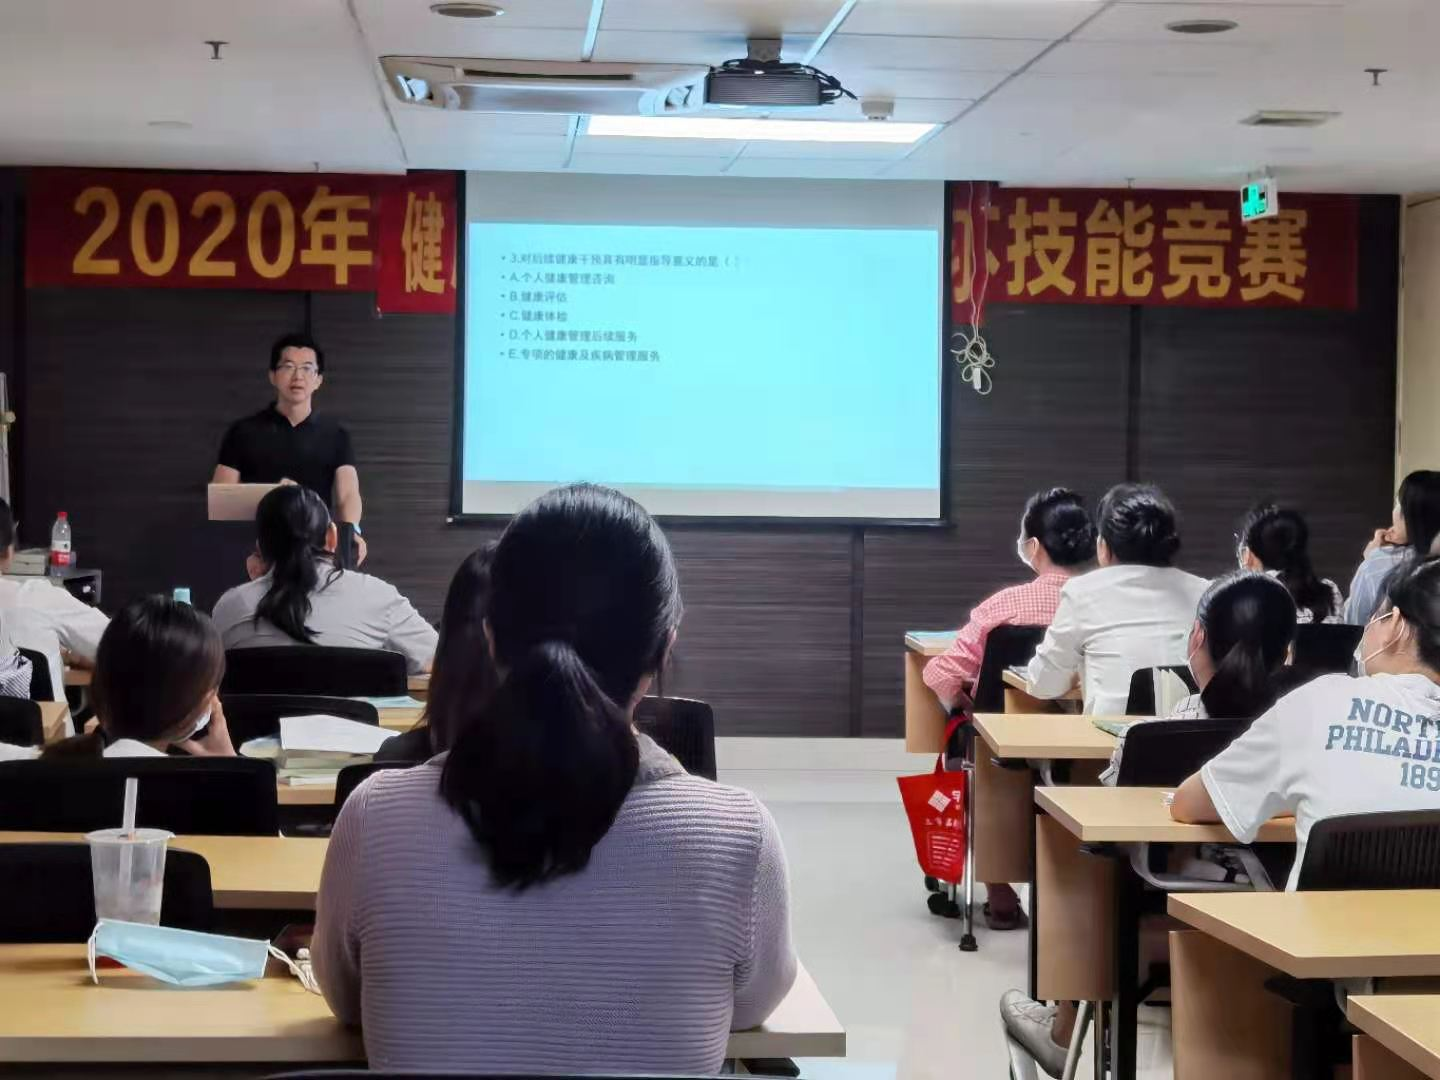 2020年 健
技能竞赛
• 3.对后续健康干预具有明显指导意义的是（ ）
• A.个人健康管理咨询
• B.健康评估
• C.健康体检
• D.个人健康管理后续服务
• E.专项的健康及疾病管理服务
NORT
PHILADE
189